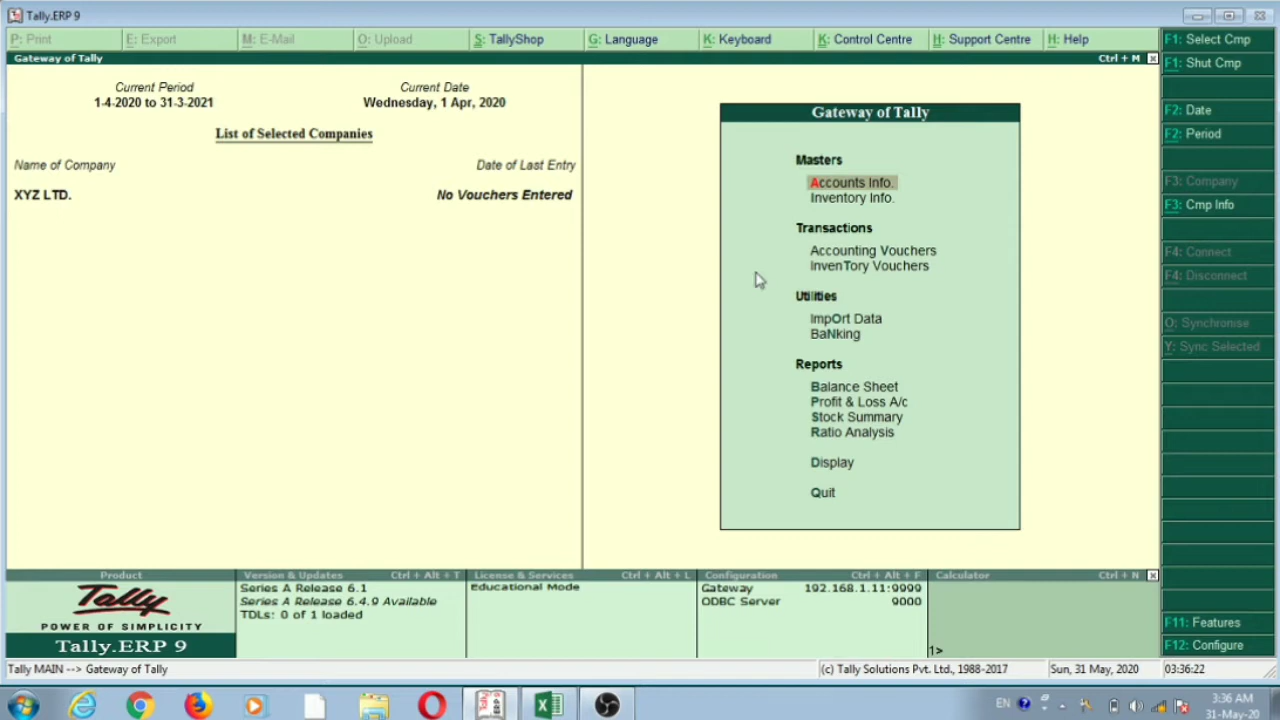 Tally.ERP 9
P: Print
E: Export
M: E-Mail
O: Upload
S: TallyShop
G: Language
K: Keyboard
K: Control Centre
H: Support Centre
H: Help
F1: Select Cmp
Gateway of Tally
Ctrl + M
F1: Shut Cmp
Current Period
1-4-2020 to 31-3-2021
Current Date
Wednesday, 1 Apr, 2020
List of Selected Companies
Name of Company
Date of Last Entry
XYZ LTD.
No Vouchers Entered
Gateway of Tally
Masters
Accounts Info.
Inventory Info.
Transactions
Accounting Vouchers
InvenTory Vouchers
Utilities
ImpOrt Data
BaNking
Reports
Balance Sheet
Profit & Loss A/c
Stock Summary
Ratio Analysis
Display
Quit
F2: Date
F2: Period
F3: Company
F3: Cmp Info
F4: Connect
F4: Disconnect
O: Synchronise
Y: Sync Selected
F11: Features
F12: Configure
Product
Tally
POWER OF SIMPLICITY
Tally.ERP 9
Version & Updates
Ctrl + Alt + T
Series A Release 6.1
Series A Release 6.4.9 Available
TDLs: 0 of 1 loaded
License & Services
Ctrl + Alt + L
Educational Mode
Configuration
Ctrl + Alt + F
Gateway 192.168.1.11:9999
ODBC Server 9000
Calculator
Ctrl + N
1>
Tally MAIN --> Gateway of Tally
(c) Tally Solutions Pvt. Ltd., 1988-2017
Sun, 31 May, 2020
03:36:22
EN
3:36 AM
31-May-20